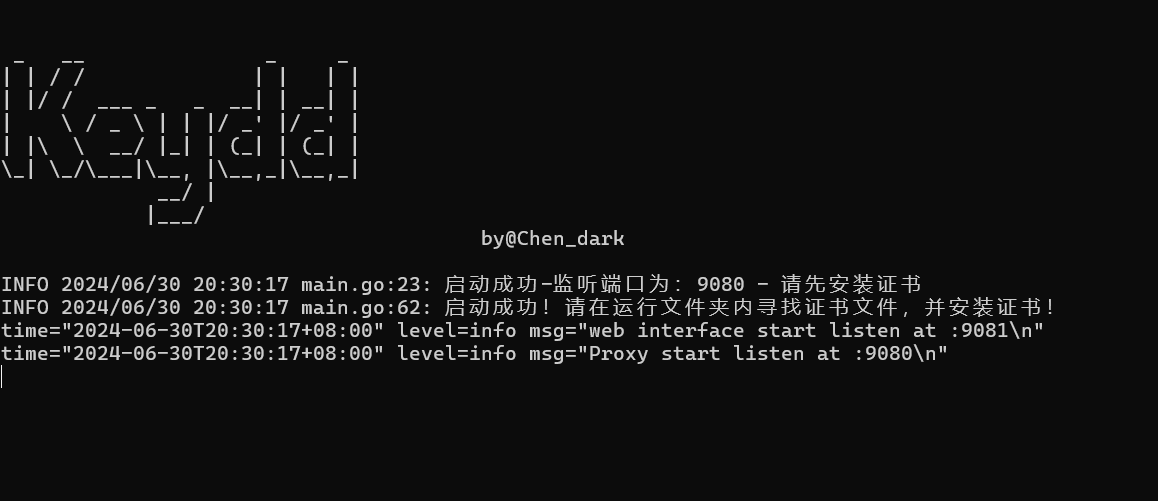 Keydd
by@Chen_dark
INFO 2024/06/30 20:30:17 main.go:23: 启动成功-监听端口为: 9080 - 请先安装证书
INFO 2024/06/30 20:30:17 main.go:62: 启动成功! 请在运行文件夹内寻找证书文件, 并安装证书!
time="2024-06-30T20:30:17+08:00" level=info msg="web interface start listen at :9081\n"
time="2024-06-30T20:30:17+08:00" level=info msg="Proxy start listen at :9080\n"